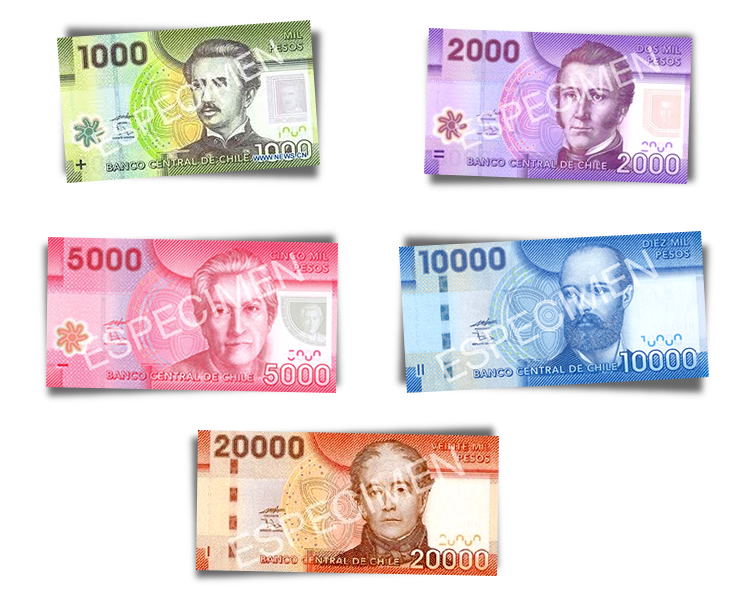 1000
MIL
PESOS
ESPECIMEN
1000
WWW.NEWS.CN
BANCO CENTRAL DE CHILE
2000
DOS MIL
PESOS
ESPECIMEN
BANCO CENTRAL DE CHILE
2000
5000
CINCO MIL
PESOS
ESPECIMEN
BANCO CENTRAL DE CHILE
5000
10000
DIEZ MIL
PESOS
ESPECIMEN
BANCO CENTRAL DE CHILE
10000
20000
VEINTE MIL
PESOS
ESPECIMEN
BANCO CENTRAL DE CHILE
20000